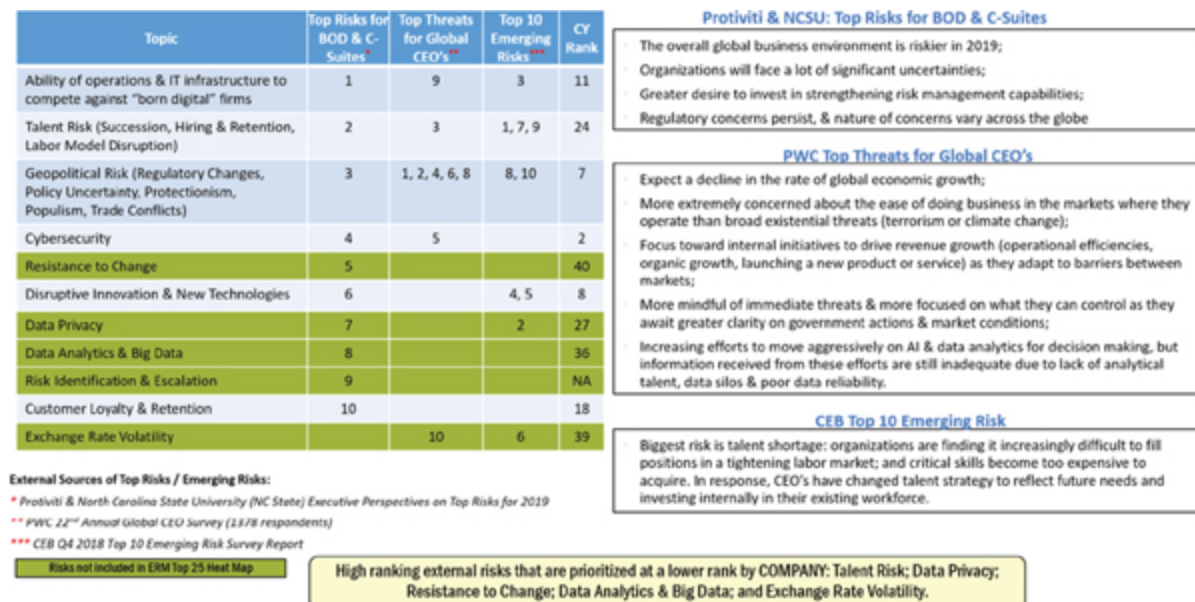 Topic
Top Risks for
BOD & C-
Suites*
Top Threats
for Global
CEO's**
Top 10
Emerging
Risks***
CY
Rank
Ability of operations & IT infrastructure to
compete against "born digital" firms
1
9
3
11
Talent Risk (Succession, Hiring & Retention,
Labor Model Disruption)
2
3
1, 7, 9
24
Geopolitical Risk (Regulatory Changes,
Policy Uncertainty, Protectionism,
Populism, Trade Conflicts)
3
1, 2, 4, 6, 8
8, 10
7
Cybersecurity
4
5
2
Resistance to Change
5
40
Disruptive Innovation & New Technologies
6
4, 5
8
Data Privacy
7
2
27
Data Analytics & Big Data
8
36
Risk Identification & Escalation
9
NA
Customer Loyalty & Retention
10
18
Exchange Rate Volatility
10
6
39
External Sources of Top Risks / Emerging Risks:
* Protiviti & North Carolina State University (NC State) Executive Perspectives on Top Risks for 2019
** PWC 22nd Annual Global CEO Survey (1378 respondents)
*** CEB Q4 2018 Top 10 Emerging Risk Survey Report
Risks not included in ERM Top 25 Heat Map
Protiviti & NCSU: Top Risks for BOD & C-Suites
The overall global business environment is riskier in 2019;
Organizations will face a lot of significant uncertainties;
Greater desire to invest in strengthening risk management capabilities;
Regulatory concerns persist, & nature of concerns vary across the globe
PWC Top Threats for Global CEO's
Expect a decline in the rate of global economic growth;
More extremely concerned about the ease of doing business in the markets where they
operate than broad existential threats (terrorism or climate change);
Focus toward internal initiatives to drive revenue growth (operational efficiencies,
organic growth, launching a new product or service) as they adapt to barriers between
markets;
More mindful of immediate threats & more focused on what they can control as they
await greater clarity on government actions & market conditions;
Increasing efforts to move aggressively on AI & data analytics for decision making, but
information received from these efforts are still inadequate due to lack of analytical
talent, data silos & poor data reliability.
CEB Top 10 Emerging Risk
Biggest risk is talent shortage: organizations are finding it increasingly difficult to fill
positions in a tightening labor market; and critical skills become too expensive to
acquire. In response, CEO's have changed talent strategy to reflect future needs and
investing internally in their existing workforce.
High ranking external risks that are prioritized at a lower rank by COMPANY: Talent Risk; Data Privacy;
Resistance to Change; Data Analytics & Big Data; and Exchange Rate Volatility.